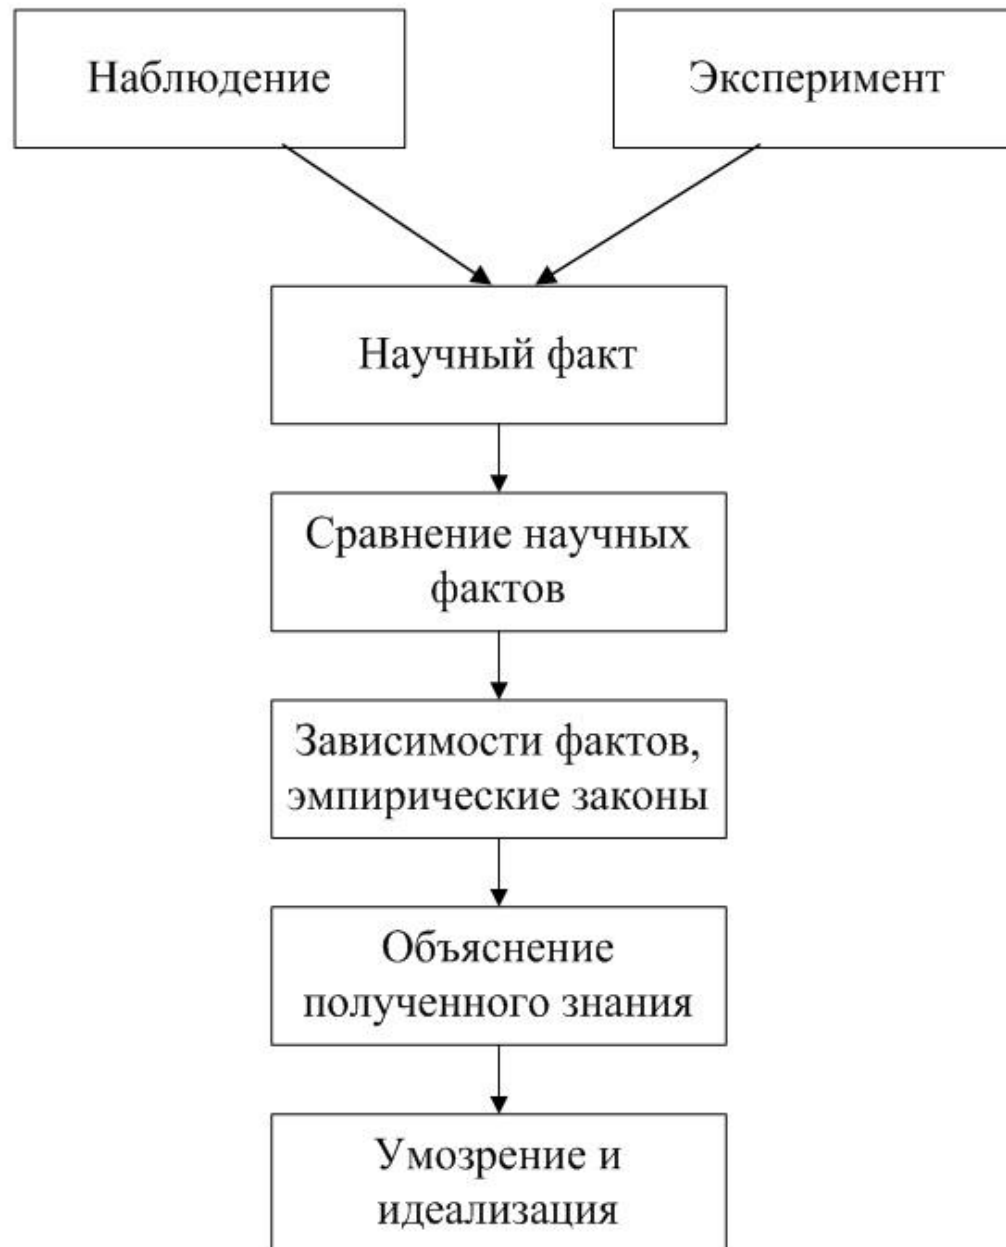 Наблюдение
Эксперимент
Научный факт
Сравнение научных
фактов
Зависимости фактов,
эмпирические законы
Объяснение
полученного знания
Умозрение и
идеализация